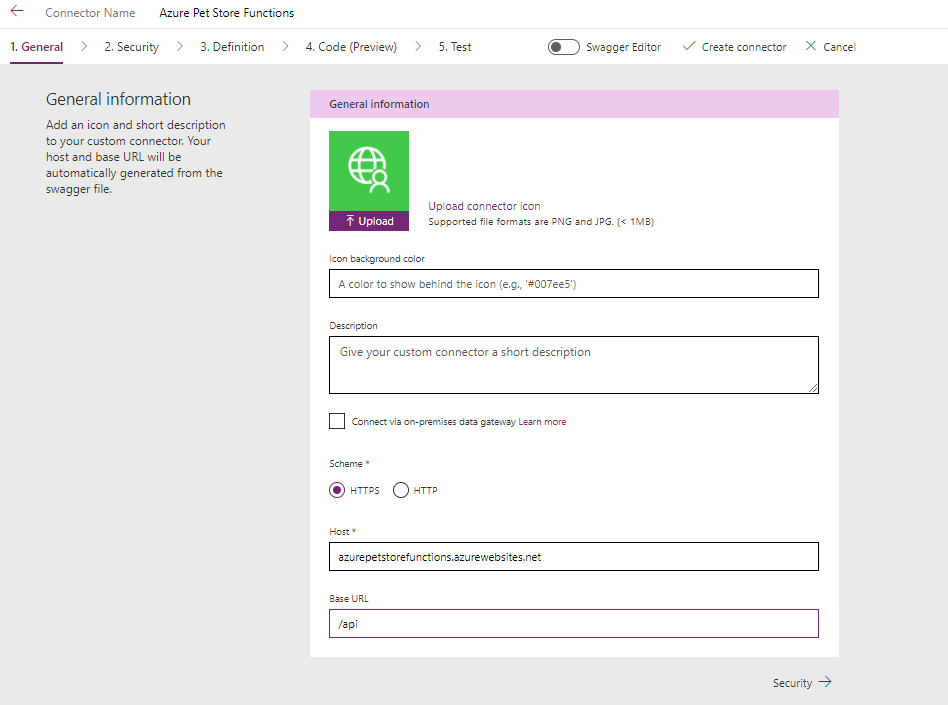 Connector Name Azure Pet Store Functions
1. General 2. Security 3. Definition 4. Code (Preview) 5. Test Swagger Editor Create connector Cancel
General information
Add an icon and short description
to your custom connector. Your
host and base URL will be
automatically generated from the
swagger file.
General information
Upload
Upload connector icon
Supported file formats are PNG and JPG. (< 1MB)
Icon background color
A color to show behind the icon (e.g., '#007ee5')
Description
Give your custom connector a short description
Connect via on-premises data gateway Learn more
Scheme *
HTTPS HTTP
Host *
azurepetstorefunctions.azurewebsites.net
Base URL
/api
Security